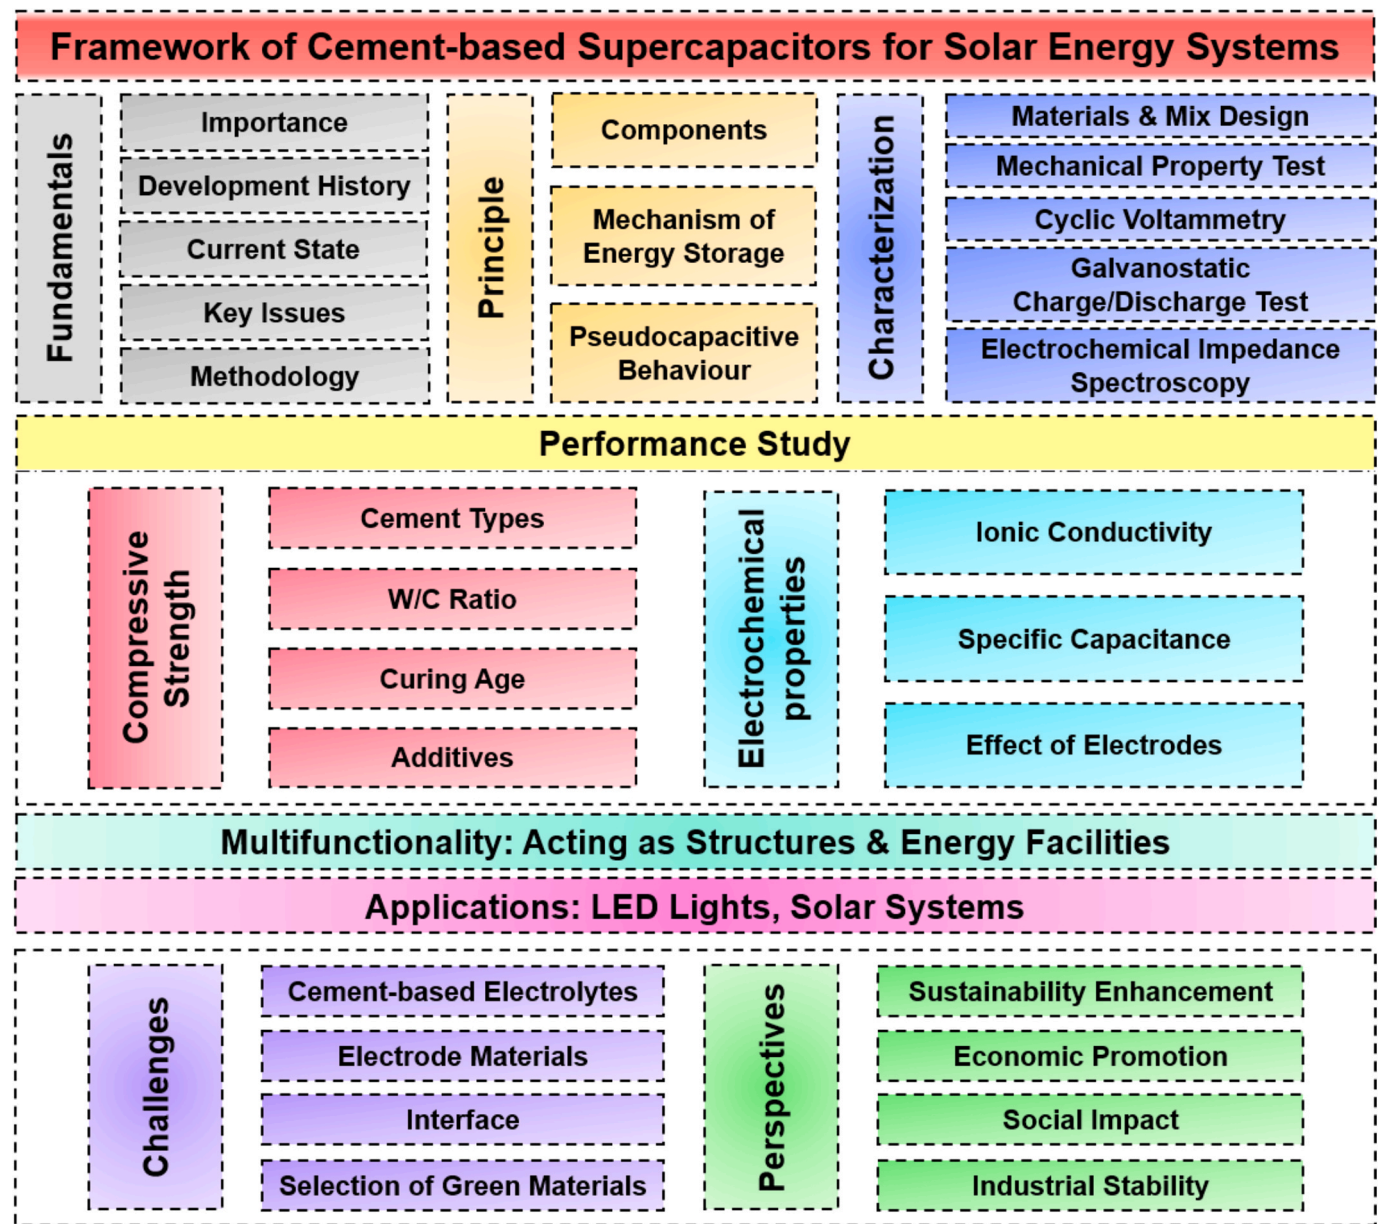 Framework of Cement-based Supercapacitors for Solar Energy Systems
Fundamentals
Importance
Development History
Current State
Key Issues
Methodology
Principle
Components
Mechanism of
Energy Storage
Pseudocapacitive
Behaviour
Characterization
Materials & Mix Design
Mechanical Property Test
Cyclic Voltammetry
Galvanostatic
Charge/Discharge Test
Electrochemical Impedance
Spectroscopy
Performance Study
Compressive
Strength
Cement Types
W/C Ratio
Curing Age
Additives
Electrochemical
properties
Ionic Conductivity
Specific Capacitance
Effect of Electrodes
Multifunctionality: Acting as Structures & Energy Facilities
Applications: LED Lights, Solar Systems
Challenges
Cement-based Electrolytes
Electrode Materials
Interface
Selection of Green Materials
Perspectives
Sustainability Enhancement
Economic Promotion
Social Impact
Industrial Stability